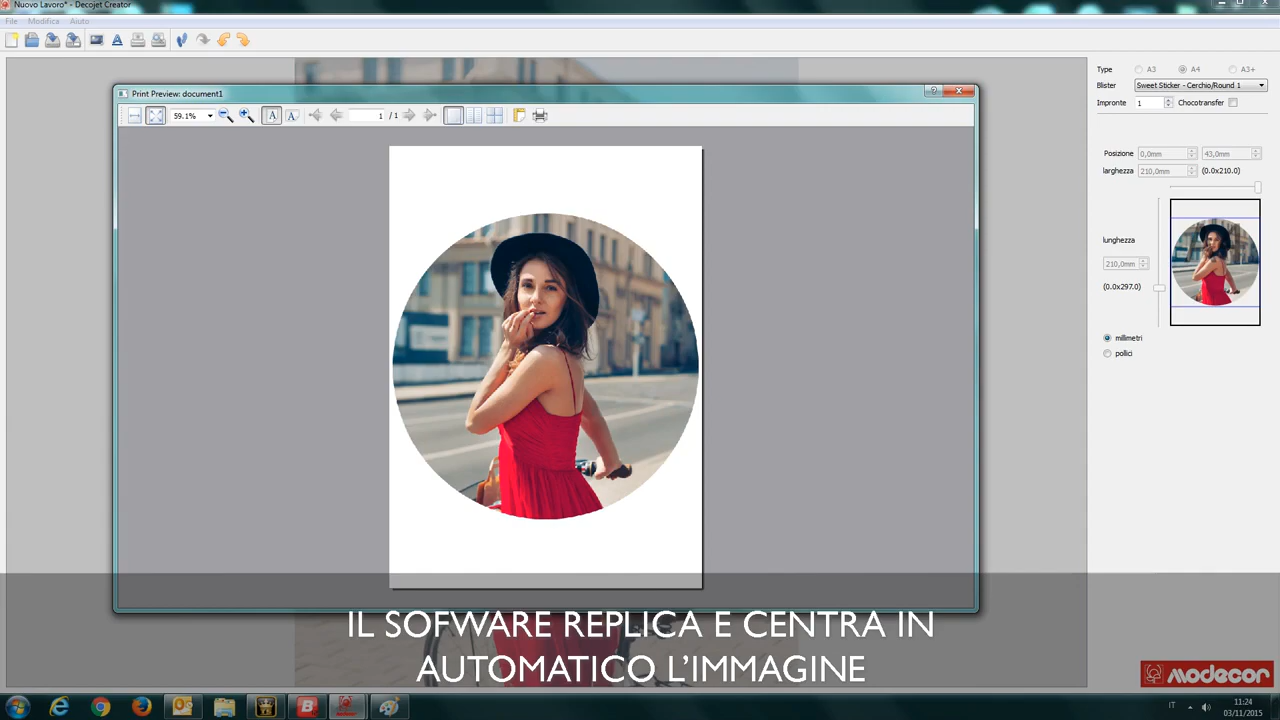 Nuovo Lavoro* - Decojet Creator
File Modifica Aiuto
Print Preview: document1
59.1%
1 / 1
Type A3 A4 A3+
Blister Sweet Sticker - Cerchio/Round 1
Impronte 1 Chocotransfer
Posizione 0,0mm 43,0mm
larghezza 210,0mm (0.0x210.0)
lunghezza
210,0mm
(0.0x297.0)
millimetri
pollici
IL SOFWARE REPLICA E CENTRA IN
AUTOMATICO L'IMMAGINE
modecor
IT
11:24
03/11/2015